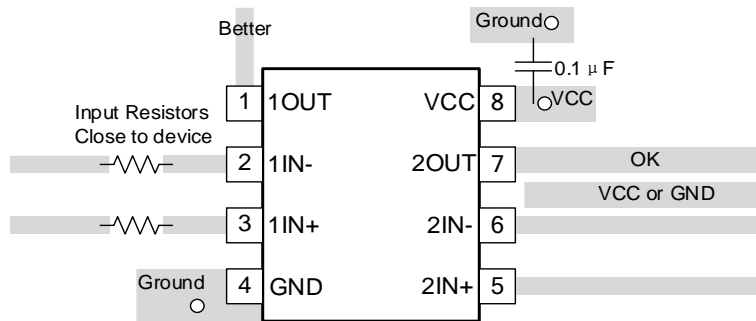 Ground
Better
0.1 μF
1 1OUT VCC 8 VCC
Input Resistors
Close to device
2 1IN- 2OUT 7 OK
VCC or GND
3 1IN+ 2IN- 6
Ground
4 GND 2IN+ 5